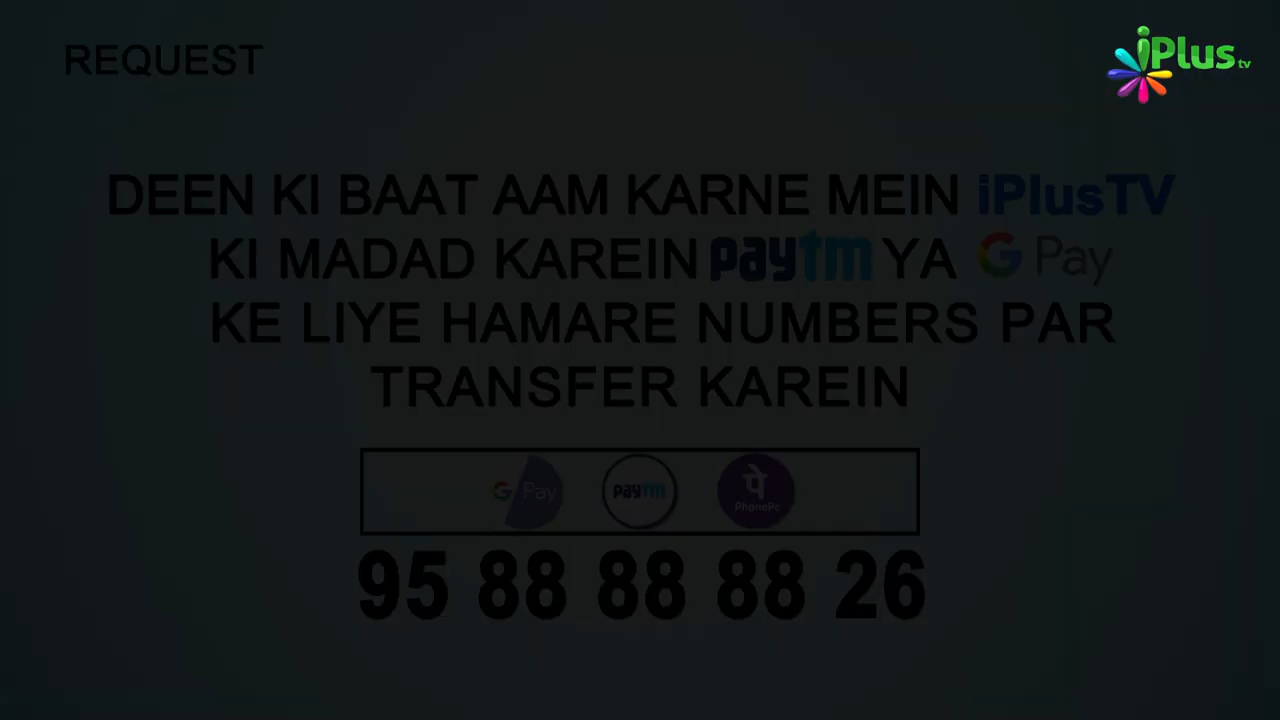 REQUEST
iPlus tv
DEEN KI BAAT AAM KARNE MEIN iPlusTV
KI MADAD KAREIN paytm YA G Pay
KE LIYE HAMARE NUMBERS PAR
TRANSFER KAREIN
G Pay paytm पे PhonePe
95 88 88 88 26